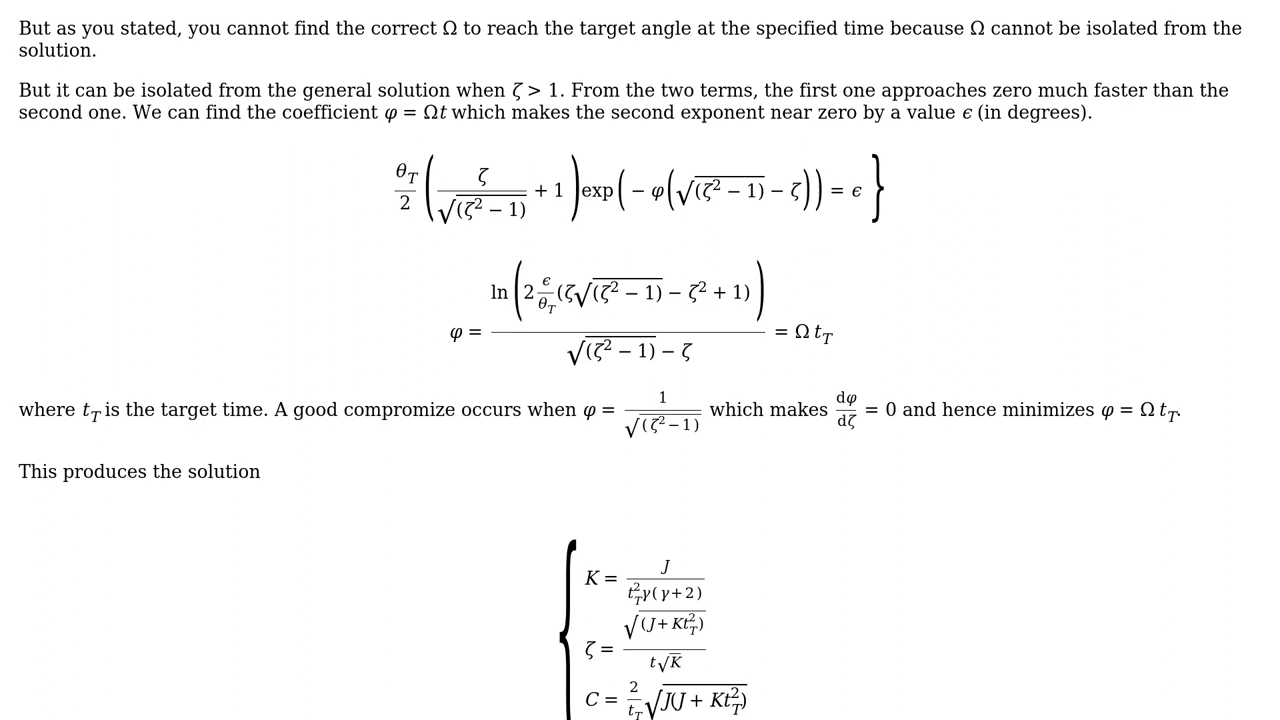 But as you stated, you cannot find the correct Ω to reach the target angle at the specified time because Ω cannot be isolated from the
solution.
But it can be isolated from the general solution when ζ > 1. From the two terms, the first one approaches zero much faster than the
second one. We can find the coefficient φ = Ωt which makes the second exponent near zero by a value ϵ (in degrees).
θ_T/2 (ζ/√(ζ² − 1) + 1) exp(− φ(√(ζ² − 1) − ζ)) = ϵ }
φ = ln(2 ϵ/θ_T (ζ√(ζ² − 1) − ζ² + 1)) / (√(ζ² − 1) − ζ) = Ω t_T
where t_T is the target time. A good compromise occurs when φ = 1/√(ζ²−1) which makes dφ/dζ = 0 and hence minimizes φ = Ω t_T.
This produces the solution
{ K = J / (t_T² γ(γ+2))
ζ = √(J+Kt_T²) / (t√K)
C = 2/t_T √J(J + Kt_T²)